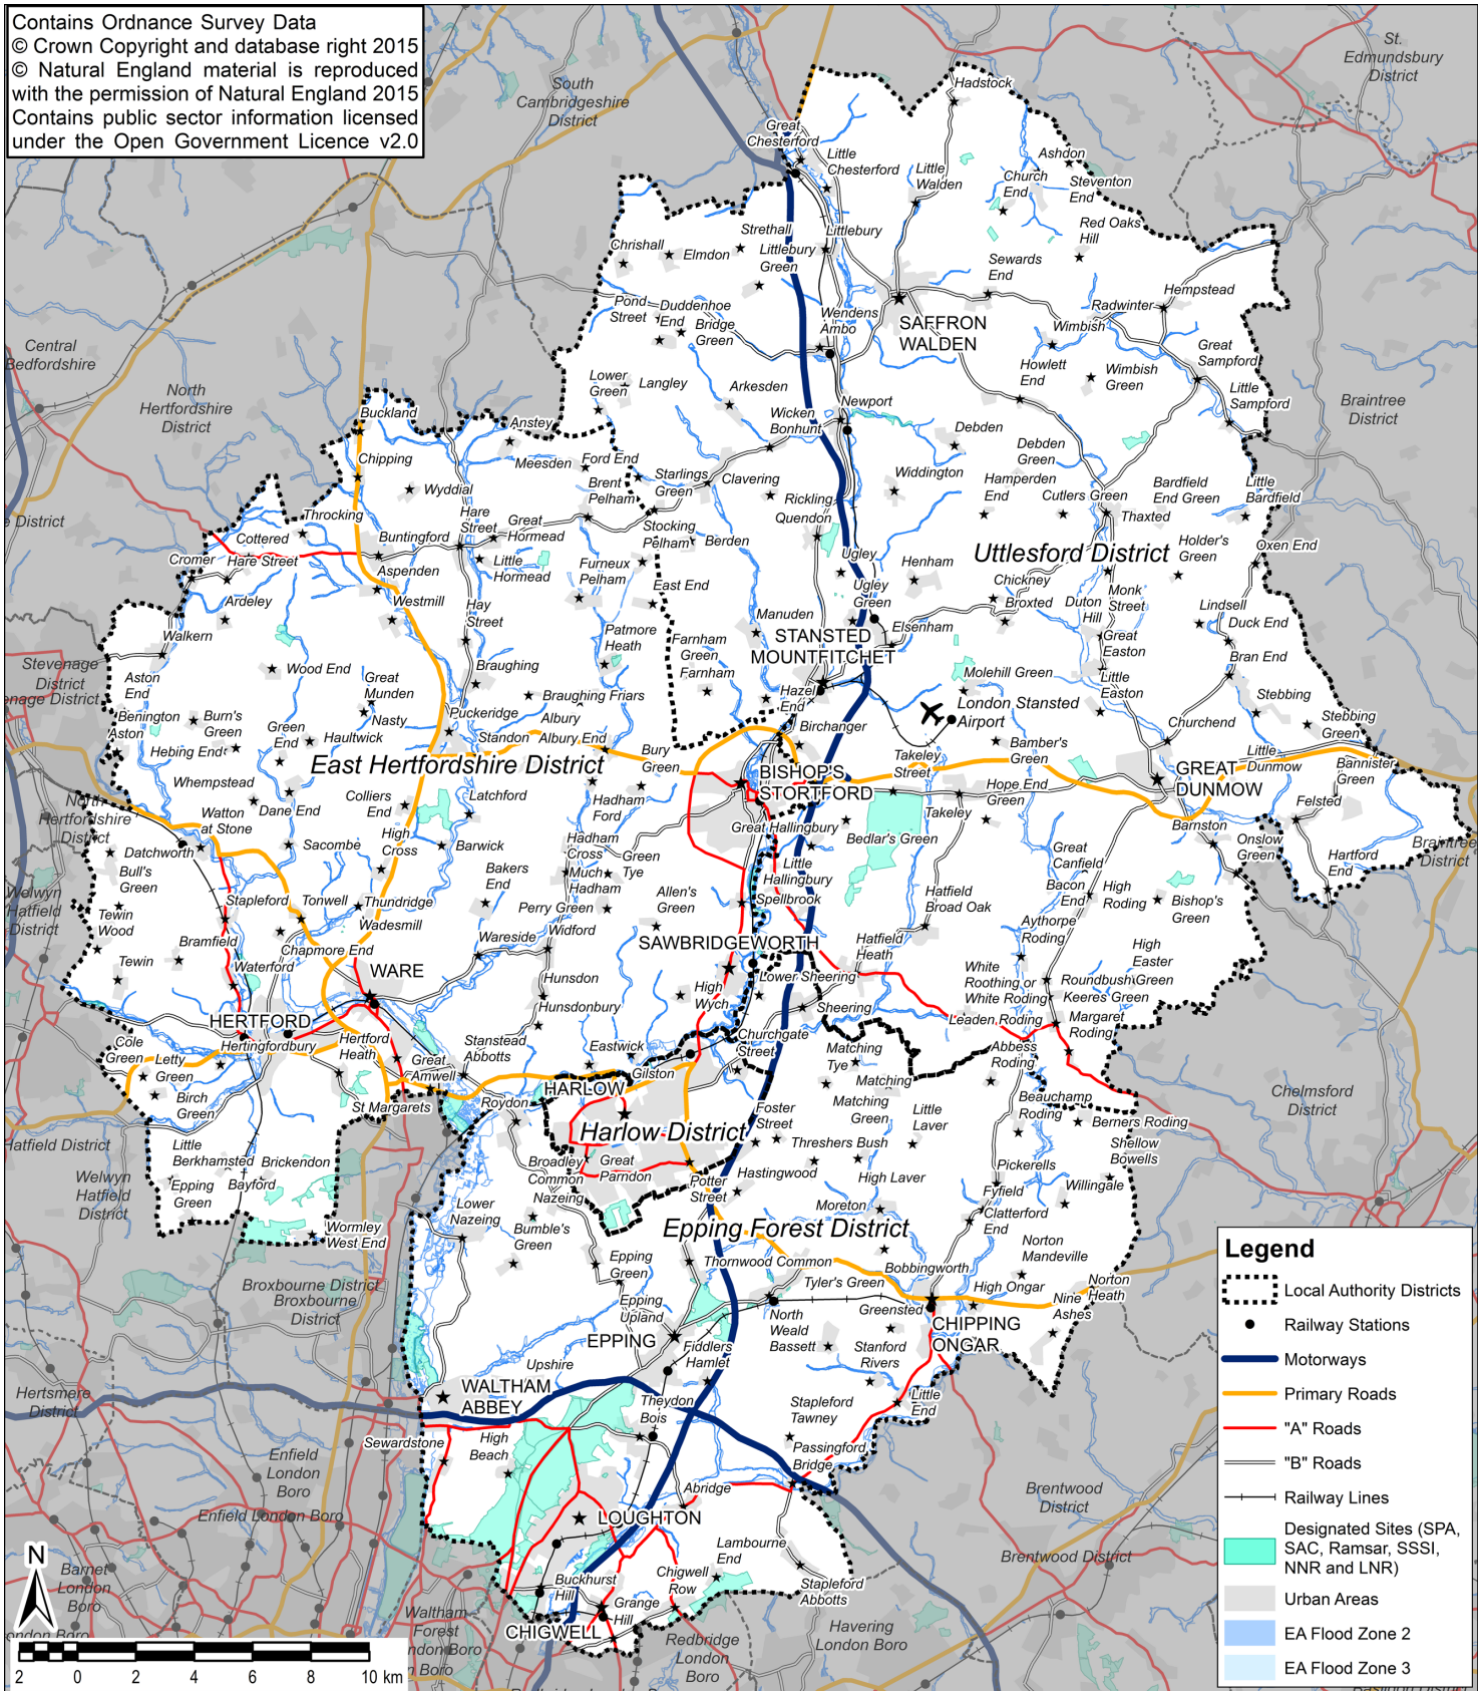 Contains Ordnance Survey Data
© Crown Copyright and database right 2015
© Natural England material is reproduced
with the permission of Natural England 2015
Contains public sector information licensed
under the Open Government Licence v2.0
South
Cambridgeshire
District
St.
Edmundsbury
District
Hadstock
Great
Chesterford
Little
Chesterford
Little
Walden
Ashdon
Church
End
Steventon
End
Red Oaks
Hill
Strethall
Littlebury
Littlebury
Green
Chrishall
Elmdon
Sewards
End
Hempstead
Radwinter
Pond
Street
Duddenhoe
End
Bridge
Green
Wendens
Ambo
SAFFRON
WALDEN
Wimbish
Great
Sampford
Howlett
End
Wimbish
Green
Little
Sampford
Central
Bedfordshire
North
Hertfordshire
District
Braintree
District
Lower
Green
Langley
Arkesden
Newport
Wicken
Bonhunt
Buckland
Anstey
Chipping
Meesden
Ford End
Brent
Pelham
Starlings
Green
Clavering
Debden
Debden
Green
Widdington
Hamperden
End
Cutlers Green
Bardfield
End Green
Little
Bardfield
Wyddial
Hare
Street
Great
Hormead
Rickling
Quendon
Thaxted
Throcking
Cottered
Buntingford
Stocking
Pelham
Berden
Uttlesford District
Holder's
Green
Oxen End
Cromer
Hare Street
Aspenden
Little
Hormead
Furneux
Pelham
East End
Ugley
Ugley
Green
Henham
Chickney
Broxted
Monk
Street
Duton
Hill
Lindsell
Duck End
Ardeley
Westmill
Hay
Street
Walkern
Patmore
Heath
Farnham
Green
Farnham
Manuden
Elsenham
STANSTED
MOUNTFITCHET
Great
Easton
Bran End
Stevenage
District
Aston
End
Wood End
Great
Munden
Nasty
Braughing
Braughing Friars
Hazel
End
Molehill Green
London Stansted
Airport
Little
Easton
Stebbing
Benington
Aston
Burn's
Green
Hebing End
Green
End
Haultwick
Puckeridge
Standon
Albury
Albury End
Birchanger
Churchend
Stebbing
Green
East Hertfordshire District
Bury
Green
BISHOP'S
STORTFORD
Takeley
Street
Bamber's
Green
Little
Dunmow
Bannister
Green
GREAT
DUNMOW
Whempstead
Dane End
Colliers
End
Latchford
Hadham
Ford
Hope End
Green
Takeley
Felsted
North
Hertfordshire
District
Watton
at Stone
Sacombe
High
Cross
Barwick
Hadham
Cross
Green
Tye
Great Hallingbury
Bedlar's Green
Barnston
Onslow
Green
Datchworth
Bull's
Green
Bakers
End
Much
Hadham
Little
Hallingbury
Great
Canfield
Bacon
End
High
Roding
Hartford
End
Braintree
District
Welwyn
Hatfield
District
Tewin
Wood
Stapleford
Tonwell
Thundridge
Wadesmill
Perry Green
Allen's
Green
Spellbrook
Hatfield
Broad Oak
Aythorpe
Roding
Bishop's
Green
Bramfield
Chapmore End
Wareside
Widford
SAWBRIDGEWORTH
Hatfield
Heath
High
Easter
Tewin
Waterford
WARE
Hunsdon
Lower Sheering
White
Roothing or
White Roding
Roundbush Green
Keeres Green
Hunsdonbury
High
Wych
Sheering
Leaden Roding
Margaret
Roding
HERTFORD
Hertingfordbury
Hertford
Heath
Great
Amwell
Stanstead
Abbotts
Eastwick
Gilston
Churchgate
Street
Matching
Tye
Abbess
Roding
Cole
Green
Letty
Green
Birch
Green
St Margarets
Roydon
HARLOW
Matching
Matching
Green
Beauchamp
Roding
Berners Roding
Chelmsford
District
Foster
Street
Little
Laver
Harlow District
Threshers Bush
Shellow
Bowells
Hatfield District
Little
Berkhamsted
Brickendon
Bayford
Broadley
Common
Great
Parndon
Hastingwood
High Laver
Pickerells
Willingale
Welwyn
Hatfield
District
Epping
Green
Nazeing
Lower
Nazeing
Potter
Street
Moreton
Fyfield
Clatterford
End
Wormley
West End
Bumble's
Green
Epping Forest District
Norton
Mandeville
Epping
Green
Thornwood Common
Bobbingworth
Broxbourne District
Broxbourne
District
Epping
Upland
Tyler's Green
Greensted
High Ongar
Norton
Heath
Nine
Ashes
EPPING
North
Weald
Bassett
CHIPPING
ONGAR
Fiddlers
Hamlet
Upshire
Stanford
Rivers
Hertsmere
District
WALTHAM
ABBEY
Theydon
Bois
Stapleford
Tawney
Little
End
Sewardstone
High
Beach
Passingford
Bridge
Enfield
London
Boro
Enfield London Boro
Abridge
LOUGHTON
Brentwood
District
Brentwood District
Lambourne
End
Barnet
London
Boro
Buckhurst
Hill
Chigwell
Row
Stapleford
Abbotts
Grange
Hill
CHIGWELL
Waltham
Forest
Redbridge
London
Boro
Havering
London Boro
Legend
Local Authority Districts
Railway Stations
Motorways
Primary Roads
"A" Roads
"B" Roads
Railway Lines
Designated Sites (SPA,
SAC, Ramsar, SSSI,
NNR and LNR)
Urban Areas
EA Flood Zone 2
EA Flood Zone 3
N
2 0 2 4 6 8 10 km